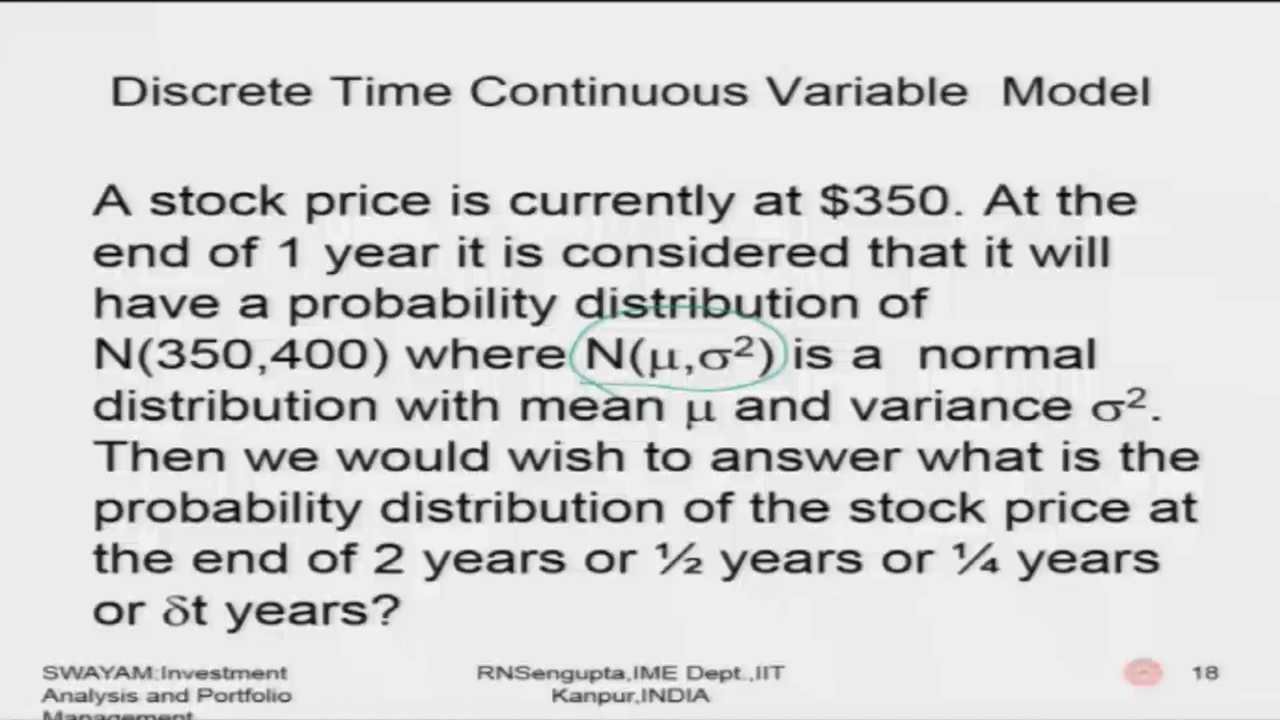 Discrete Time Continuous Variable Model
A stock price is currently at $350. At the
end of 1 year it is considered that it will
have a probability distribution of
N(350,400) where N(μ,σ²) is a normal
distribution with mean μ and variance σ².
Then we would wish to answer what is the
probability distribution of the stock price at
the end of 2 years or ½ years or ¼ years
or δt years?
SWAYAM:Investment
Analysis and Portfolio
Management
RNSengupta,IME Dept.,IIT
Kanpur,INDIA
18